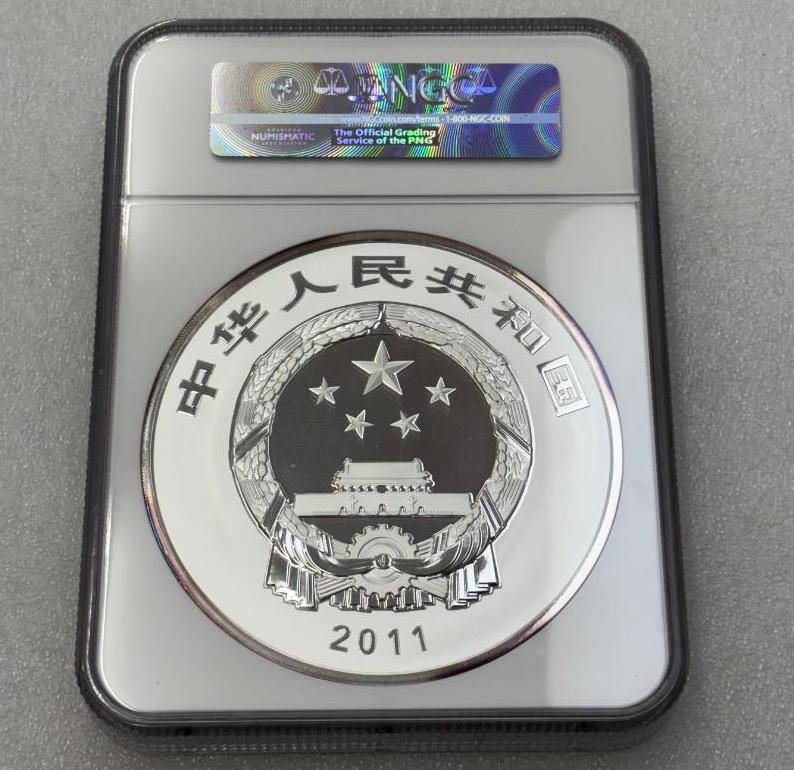 NGC
www.NGCcoin.com/terms • 1-800-NGC-COIN
AMERICAN
NUMISMATIC
ASSOCIATION
The Official Grading
Service of the PNG
中华人民共和国
2011